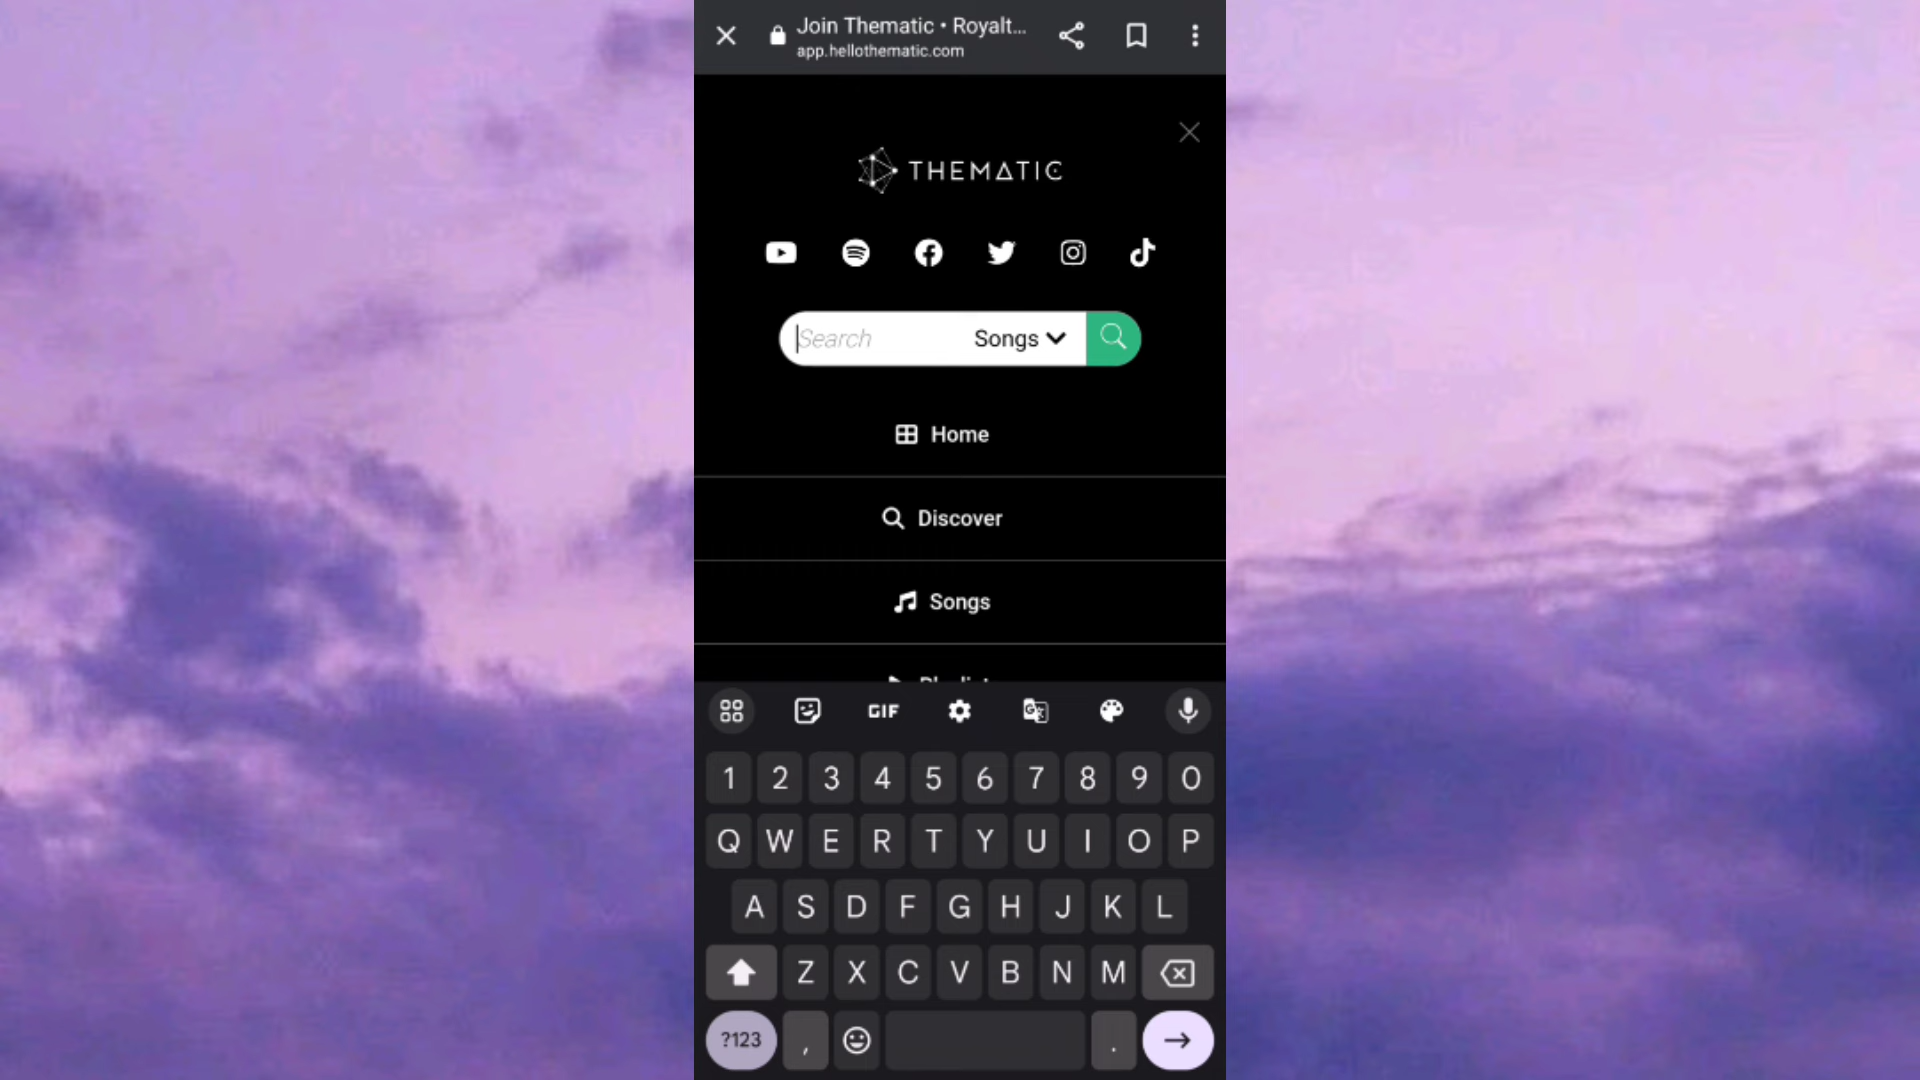 Join Thematic • Royalt...
app.hellothematic.com
THEMATIC
Search Songs
Home
Discover
Songs
GIF
1 2 3 4 5 6 7 8 9 0
Q W E R T Y U I O P
A S D F G H J K L
Z X C V B N M
?123 , .